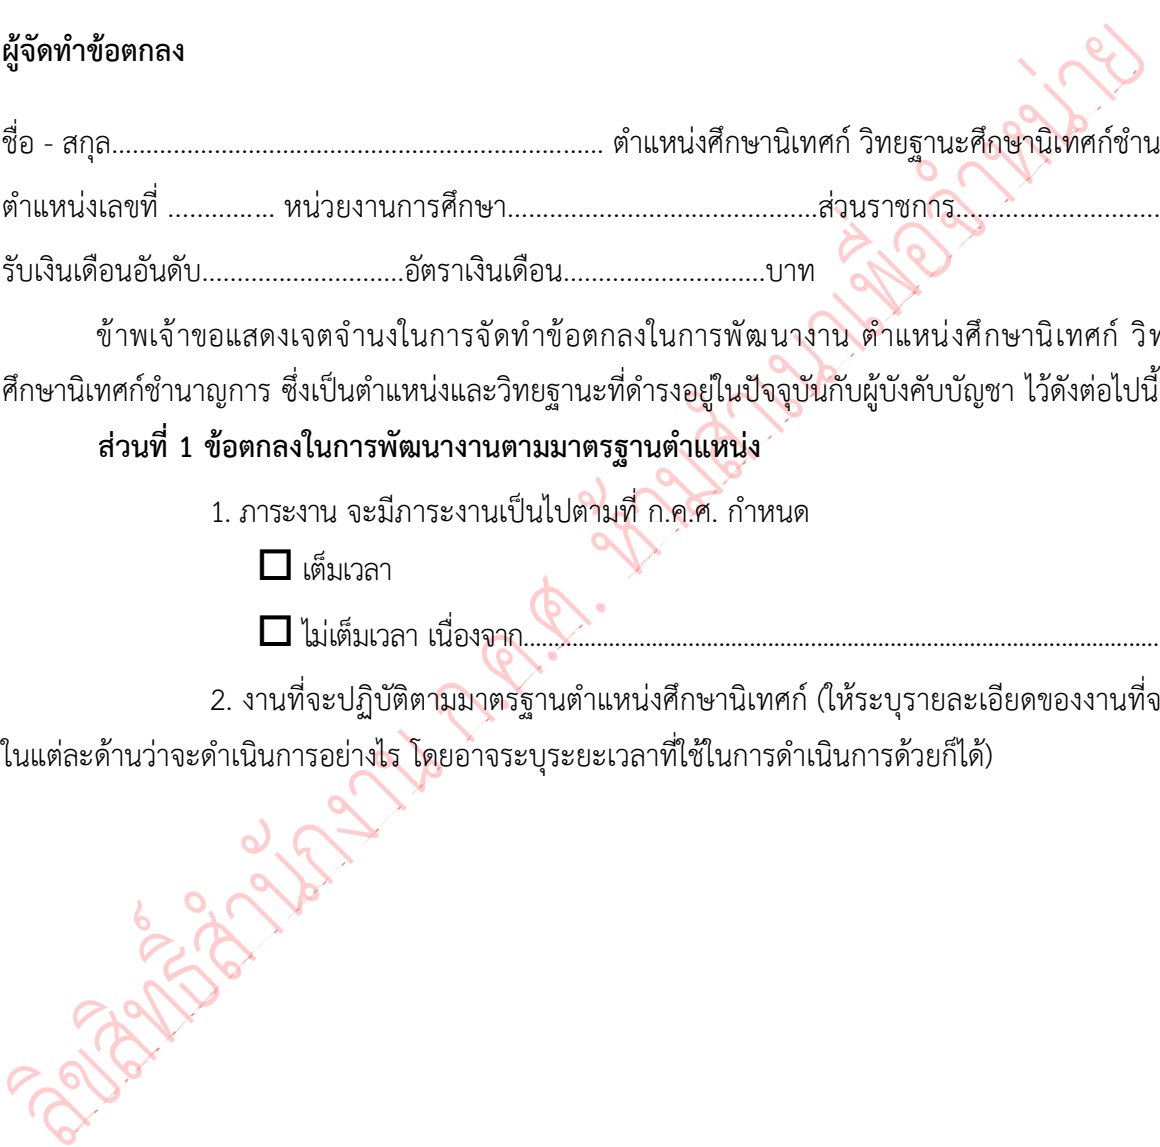 ผู้จัดทำข้อตกลง
ชื่อ - สกุล........................................................................ ตำแหน่งศึกษานิเทศก์ วิทยฐานะศึกษานิเทศก์ชำน
ตำแหน่งเลขที่ ............... หน่วยงานการศึกษา............................................ส่วนราชการ.............................
รับเงินเดือนอันดับ............................อัตราเงินเดือน............................บาท
ข้าพเจ้าขอแสดงเจตจำนงในการจัดทำข้อตกลงในการพัฒนางาน ตำแหน่งศึกษานิเทศก์ วิท
ศึกษานิเทศก์ชำนาญการ ซึ่งเป็นตำแหน่งและวิทยฐานะที่ดำรงอยู่ในปัจจุบันกับผู้บังคับบัญชา ไว้ดังต่อไปนี้
ส่วนที่ 1 ข้อตกลงในการพัฒนางานตามมาตรฐานตำแหน่ง
1. ภาระงาน จะมีภาระงานเป็นไปตามที่ ก.ค.ศ. กำหนด
☐ เต็มเวลา
☐ ไม่เต็มเวลา เนื่องจาก...........................................................................................................
2. งานที่จะปฏิบัติตามมาตรฐานตำแหน่งศึกษานิเทศก์ (ให้ระบุรายละเอียดของงานที่จ
ในแต่ละด้านว่าจะดำเนินการอย่างไร โดยอาจระบุระยะเวลาที่ใช้ในการดำเนินการด้วยก็ได้)
ลิขสิทธิ์สำนักงาน ก.ค.ศ. ห้ามสำเนาเพื่อจำหน่าย